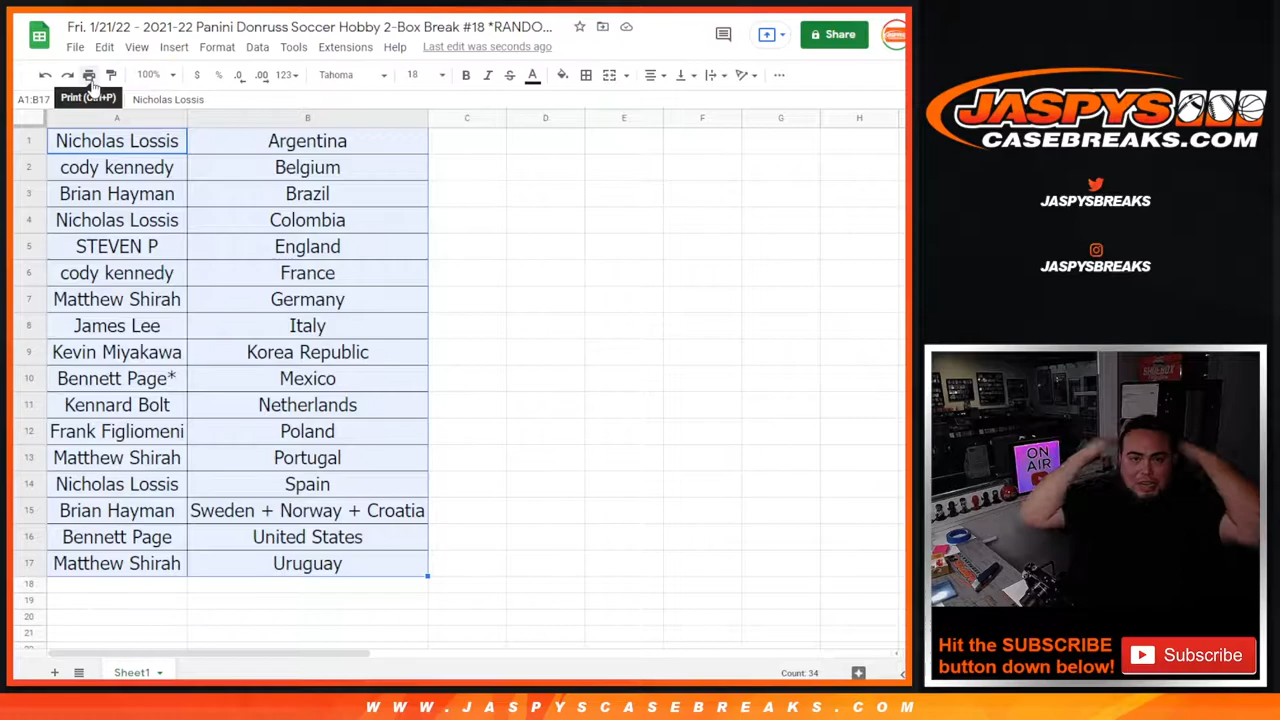 Fri. 1/21/22 - 2021-22 Panini Donruss Soccer Hobby 2-Box Break #18 *RANDO...
File Edit View Insert Format Data Tools Extensions Help Last edit was seconds ago
Share
100% $ % .0 .00 123 Tahoma 18 B I S A
Print (Ctrl+P)
A1:B17 Nicholas Lossis
A B C D E F G H
1 Nicholas Lossis Argentina
2 cody kennedy Belgium
3 Brian Hayman Brazil
4 Nicholas Lossis Colombia
5 STEVEN P England
6 cody kennedy France
7 Matthew Shirah Germany
8 James Lee Italy
9 Kevin Miyakawa Korea Republic
10 Bennett Page* Mexico
11 Kennard Bolt Netherlands
12 Frank Figliomeni Poland
13 Matthew Shirah Portugal
14 Nicholas Lossis Spain
15 Brian Hayman Sweden + Norway + Croatia
16 Bennett Page United States
17 Matthew Shirah Uruguay
18
19
20
21
Sheet1
Count: 34
JASPYS
CASEBREAKS.COM
JASPYSBREAKS
JASPYSBREAKS
ON
AIR
Hit the SUBSCRIBE
button down below!
Subscribe
WWW.JASPYSCASEBREAKS.COM